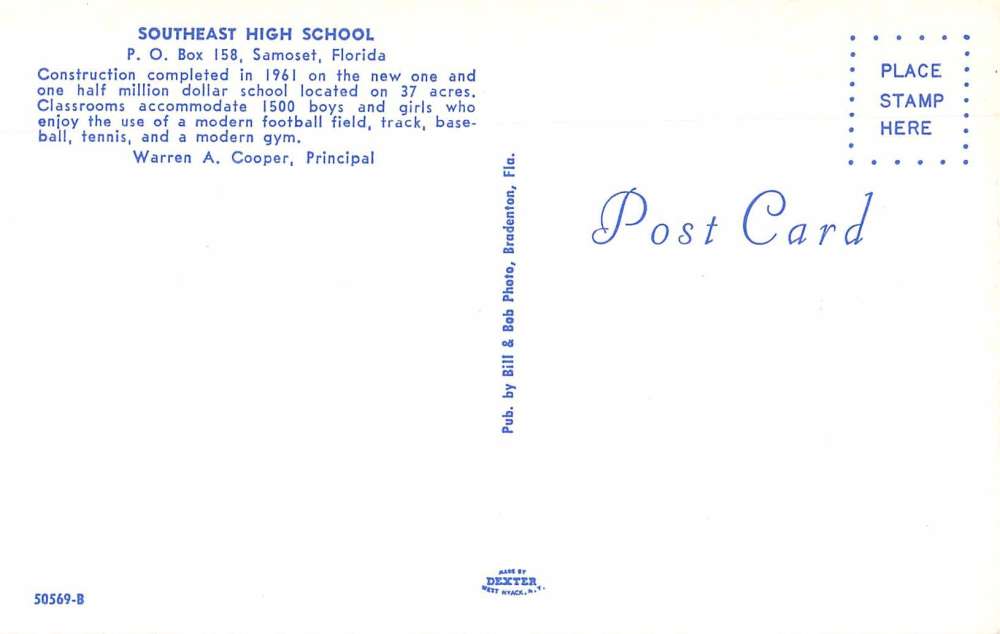 SOUTHEAST HIGH SCHOOL
P. O. Box 158, Samoset, Florida
Construction completed in 1961 on the new one and
one half million dollar school located on 37 acres.
Classrooms accommodate 1500 boys and girls who
enjoy the use of a modern football field, track, base-
ball, tennis, and a modern gym.
Warren A. Cooper, Principal
PLACE
STAMP
HERE
Post Card
Pub. by Bill & Bob Photo, Bradenton, Fla.
MADE BY
DEXTER
WEST NYACK, N.Y.
50569-B